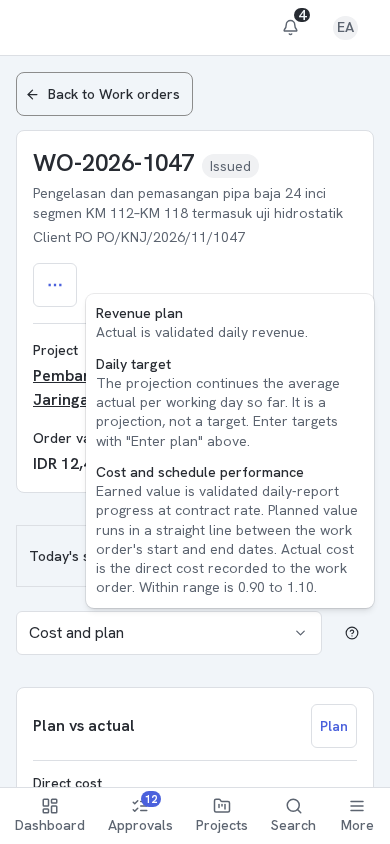 4
EA
Back to Work orders
WO-2026-1047 Issued
Pengelasan dan pemasangan pipa baja 24 inci
segmen KM 112–KM 118 termasuk uji hidrostatik
Client PO PO/KNJ/2026/11/1047
Revenue plan
Actual is validated daily revenue.
Daily target
The projection continues the average
actual per working day so far. It is a
projection, not a target. Enter targets
with "Enter plan" above.
Cost and schedule performance
Earned value is validated daily-report
progress at contract rate. Planned value
runs in a straight line between the work
order's start and end dates. Actual cost
is the direct cost recorded to the work
order. Within range is 0.90 to 1.10.
Project
Order
IDR
Today's
Cost and plan
Plan vs actual
Plan
Direct cost
12
Dashboard Approvals Projects Search More